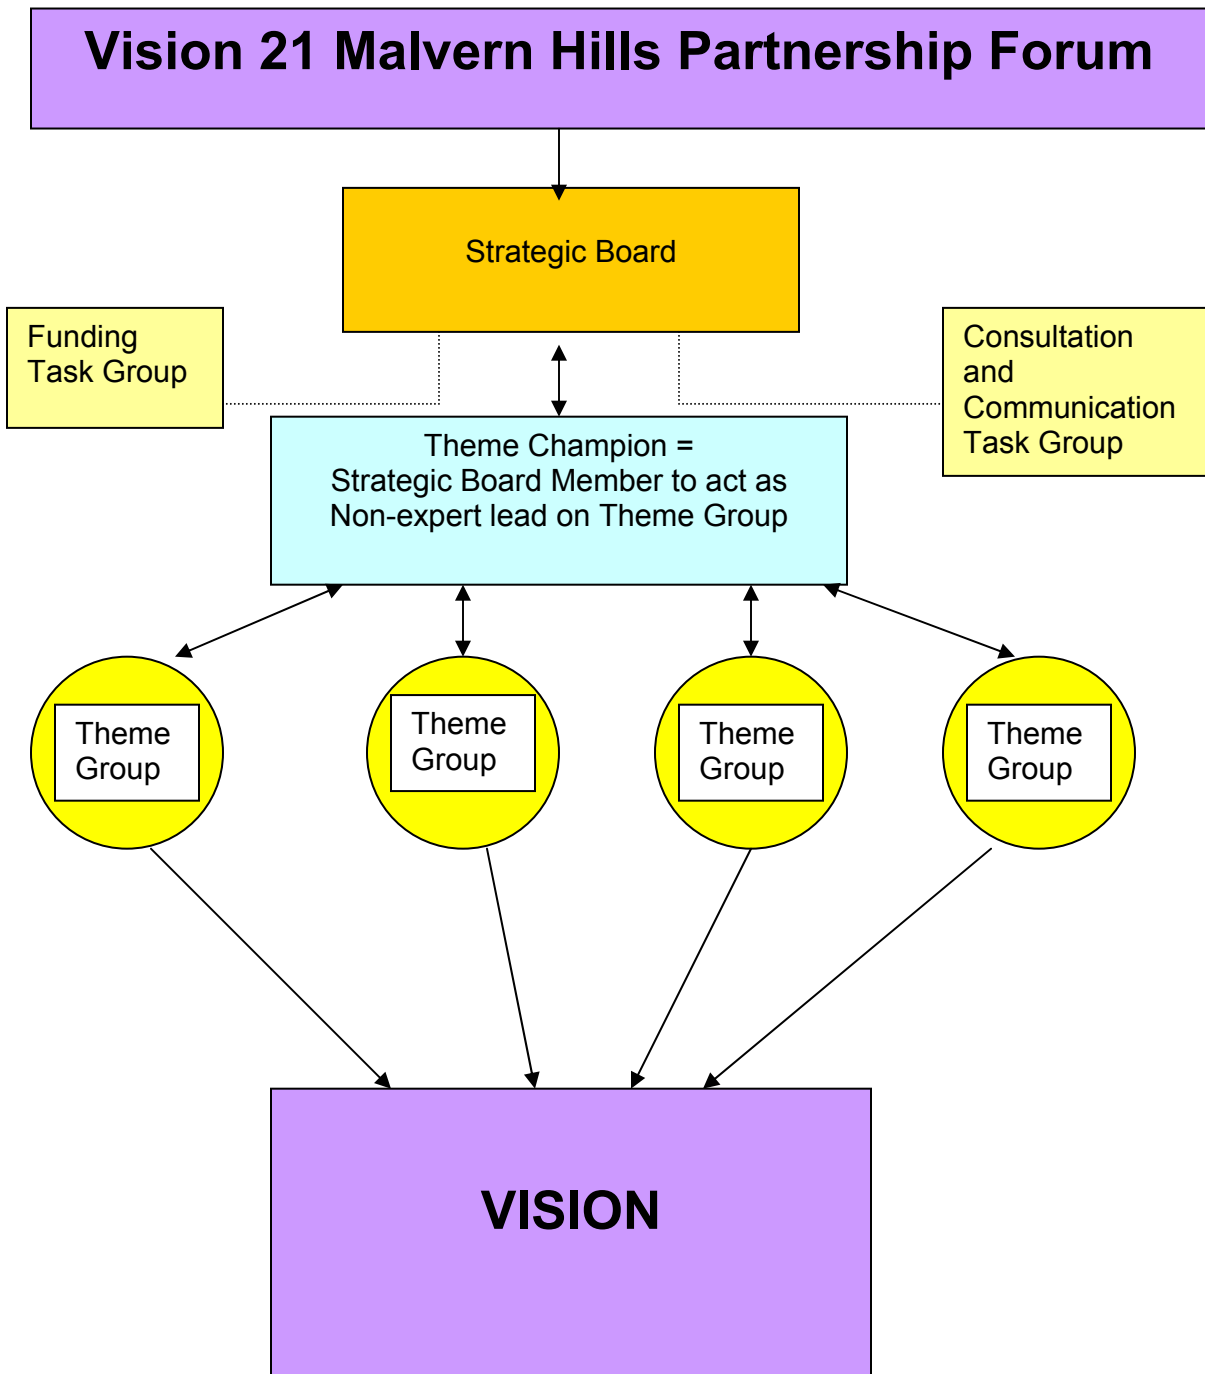 Vision 21 Malvern Hills Partnership Forum
Strategic Board
Funding
Task Group
Consultation
and
Communication
Task Group
Theme Champion =
Strategic Board Member to act as
Non-expert lead on Theme Group
Theme
Group
Theme
Group
Theme
Group
Theme
Group
VISION